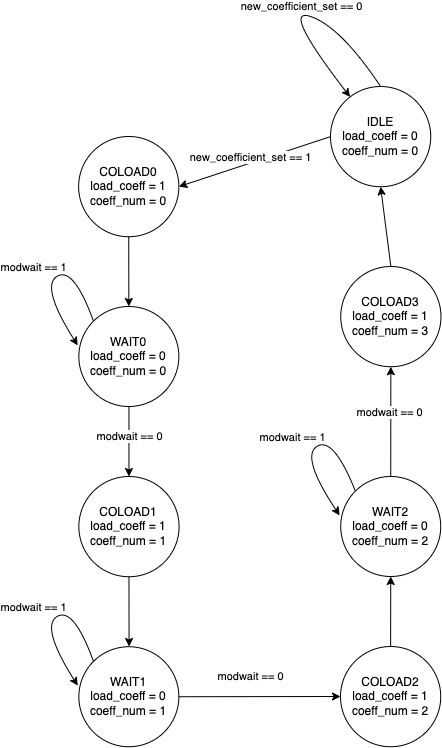 new_coefficient_set == 0
IDLE
load_coeff = 0
coeff_num = 0
new_coefficient_set == 1
COLOAD0
load_coeff = 1
coeff_num = 0
modwait == 1
WAIT0
load_coeff = 0
coeff_num = 0
modwait == 0
COLOAD1
load_coeff = 1
coeff_num = 1
modwait == 1
WAIT1
load_coeff = 0
coeff_num = 1
modwait == 0
COLOAD2
load_coeff = 1
coeff_num = 2
modwait == 1
WAIT2
load_coeff = 0
coeff_num = 2
modwait == 0
COLOAD3
load_coeff = 1
coeff_num = 3